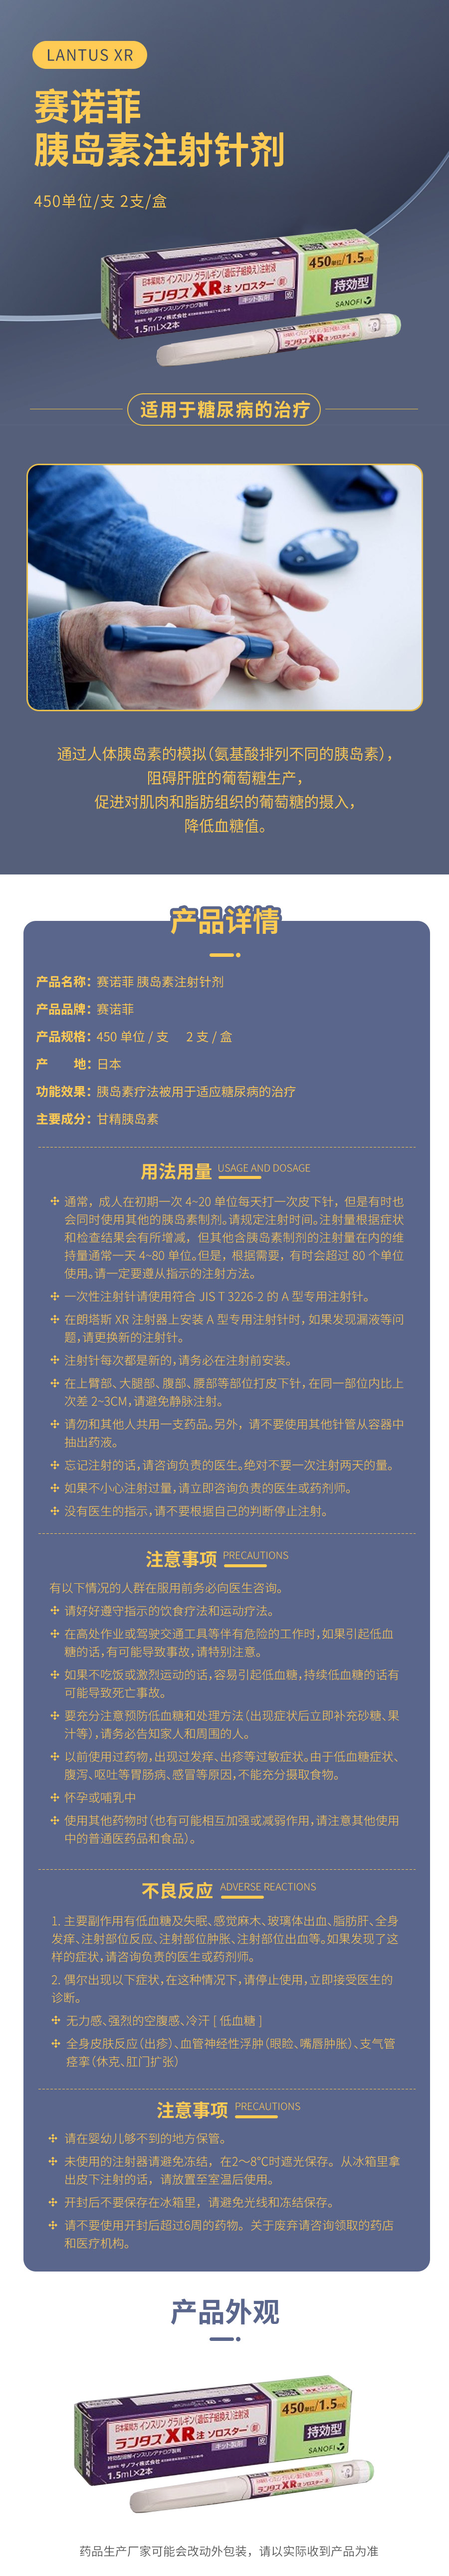 LANTUS XR
赛诺菲
胰岛素注射针剂
450单位/支 2支/盒
450単位/1.5mL
日本薬局方 インスリン グラルギン(遺伝子組換え)注射液
ランタスXR注 ソロスター
キット製剤
持効型
持効型溶解インスリンアナログ製剤
製造販売 サノフィ株式会社
1.5mL×2本
SANOFI
ランタスXR注
适用于糖尿病的治疗
通过人体胰岛素的模拟(氨基酸排列不同的胰岛素),
阻碍肝脏的葡萄糖生产,
促进对肌肉和脂肪组织的葡萄糖的摄入,
降低血糖值。
产品详情
产品名称: 赛诺菲 胰岛素注射针剂
产品品牌: 赛诺菲
产品规格: 450 单位 / 支 2 支 / 盒
产 地: 日本
功能效果: 胰岛素疗法被用于适应糖尿病的治疗
主要成分: 甘精胰岛素
用法用量 USAGE AND DOSAGE
通常，成人在初期一次 4~20 单位每天打一次皮下针，但是有时也
会同时使用其他的胰岛素制剂。请规定注射时间。注射量根据症状
和检查结果会有所增减，但其他含胰岛素制剂的注射量在内的维
持量通常一天 4~80 单位。但是，根据需要，有时会超过 80 个单位
使用。请一定要遵从指示的注射方法。
一次性注射针请使用符合 JIS T 3226-2 的 A 型专用注射针。
在朗塔斯 XR 注射器上安装 A 型专用注射针时, 如果发现漏液等问
题, 请更换新的注射针。
注射针每次都是新的, 请务必在注射前安装。
在上臂部、大腿部、腹部、腰部等部位打皮下针, 在同一部位内比上
次差 2~3CM, 请避免静脉注射。
请勿和其他人共用一支药品。另外，请不要使用其他针管从容器中
抽出药液。
忘记注射的话, 请咨询负责的医生。绝对不要一次注射两天的量。
如果不小心注射过量, 请立即咨询负责的医生或药剂师。
没有医生的指示, 请不要根据自己的判断停止注射。
注意事项 PRECAUTIONS
有以下情况的人群在服用前务必向医生咨询。
请好好遵守指示的饮食疗法和运动疗法。
在高处作业或驾驶交通工具等伴有危险的工作时, 如果引起低血
糖的话, 有可能导致事故, 请特别注意。
如果不吃饭或激烈运动的话, 容易引起低血糖, 持续低血糖的话有
可能导致死亡事故。
要充分注意预防低血糖和处理方法(出现症状后立即补充砂糖、果
汁等), 请务必告知家人和周围的人。
以前使用过药物, 出现过发痒、出疹等过敏症状。由于低血糖症状、
腹泻、呕吐等胃肠病、感冒等原因, 不能充分摄取食物。
怀孕或哺乳中
使用其他药物时(也有可能相互加强或减弱作用, 请注意其他使用
中的普通医药品和食品)。
不良反应 ADVERSE REACTIONS
1. 主要副作用有低血糖及失眠、感觉麻木、玻璃体出血、脂肪肝、全身
发痒、注射部位反应、注射部位肿胀、注射部位出血等。如果发现了这
样的症状, 请咨询负责的医生或药剂师。
2. 偶尔出现以下症状, 在这种情况下, 请停止使用, 立即接受医生的
诊断。
无力感、强烈的空腹感、冷汗 [ 低血糖 ]
全身皮肤反应(出疹)、血管神经性浮肿(眼睑、嘴唇肿胀)、支气管
痉挛(休克、肛门扩张)
注意事项 PRECAUTIONS
请在婴幼儿够不到的地方保管。
未使用的注射器请避免冻结，在2～8℃时遮光保存。从冰箱里拿
出皮下注射的话，请放置至室温后使用。
开封后不要保存在冰箱里，请避免光线和冻结保存。
请不要使用开封后超过6周的药物。关于废弃请咨询领取的药店
和医疗机构。
产品外观
450単位/1.5mL
日本薬局方 インスリン グラルギン(遺伝子組換え)注射液
ランタスXR注 ソロスター
キット製剤
持効型
持効型溶解インスリンアナログ製剤
製造販売 サノフィ株式会社
1.5mL×2本
SANOFI
ランタスXR注
药品生产厂家可能会改动外包装，请以实际收到产品为准